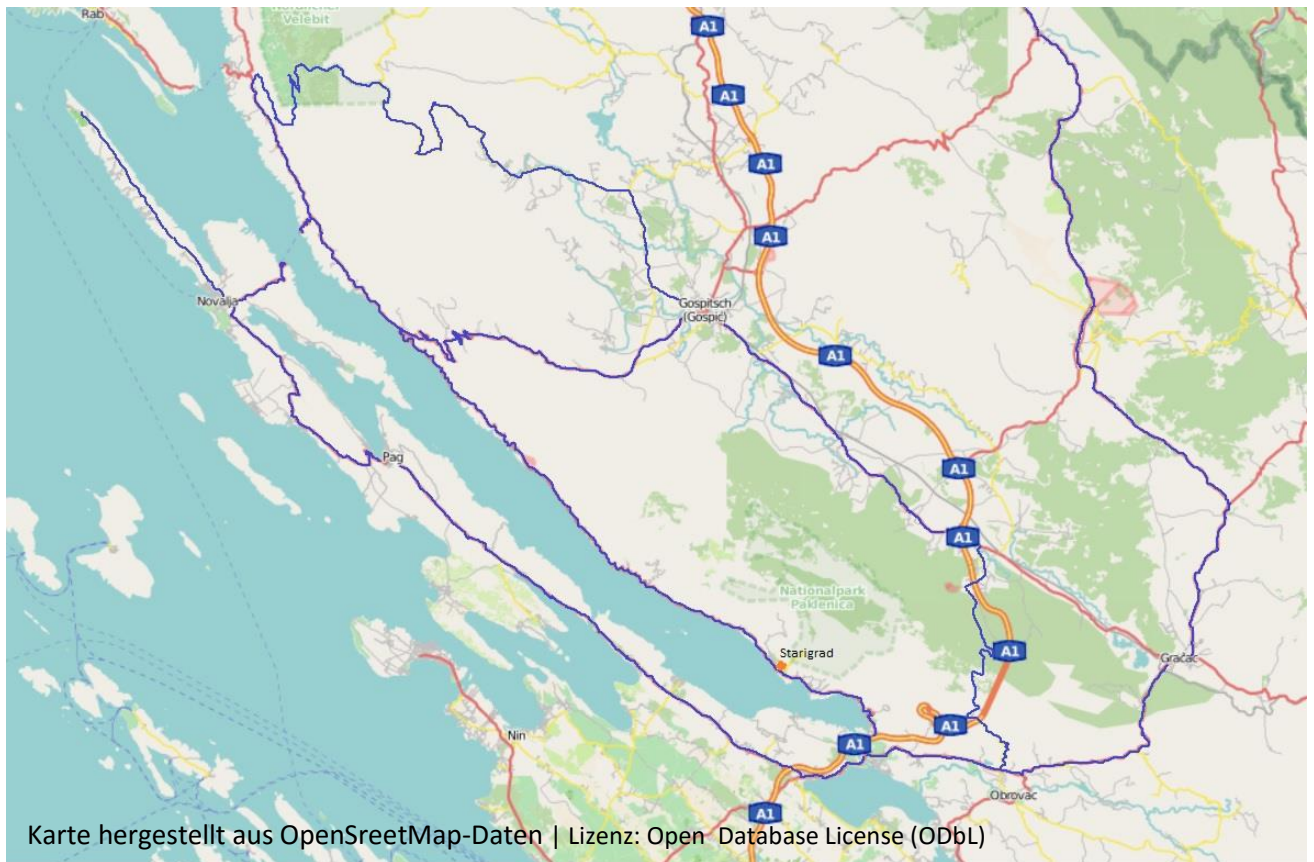 Rab
Nördlicher
Velebit
A1
A1
A1
A1
Novalja
Gospitsch
(Gospić)
A1
Pag
A1
A1
Nationalpark
Paklenica
Starigrad
A1
Gračac
A1
Nin
A1
Obrovac
A1
Karte hergestellt aus OpenSreetMap-Daten | Lizenz: Open Database License (ODbL)